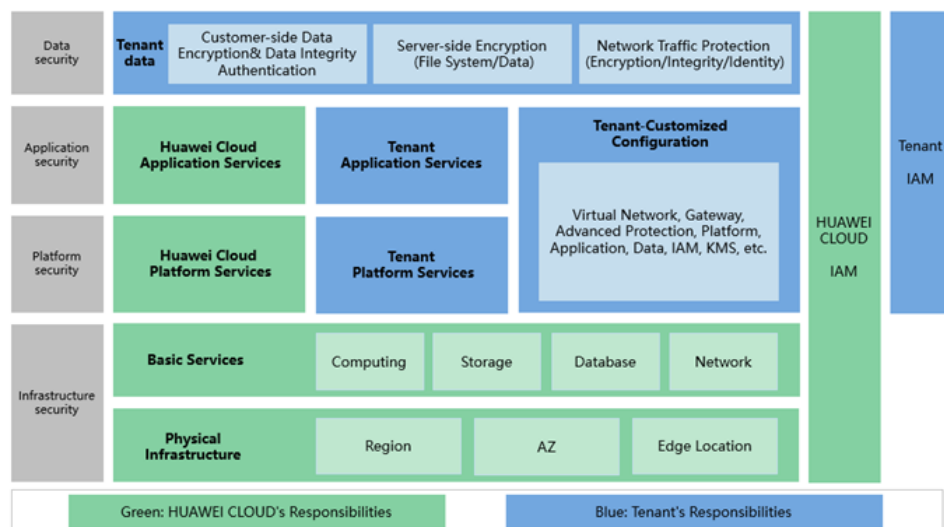 Data
security
Tenant
data
Customer-side Data
Encryption& Data Integrity
Authentication
Server-side Encryption
(File System/Data)
Network Traffic Protection
(Encryption/Integrity/Identity)
Application
security
Huawei Cloud
Application Services
Tenant
Application Services
Tenant-Customized
Configuration
Virtual Network, Gateway,
Advanced Protection, Platform,
Application, Data, IAM, KMS, etc.
Platform
security
Huawei Cloud
Platform Services
Tenant
Platform Services
HUAWEI
CLOUD
IAM
Tenant
IAM
Infrastructure
security
Basic Services
Computing
Storage
Database
Network
Physical
Infrastructure
Region
AZ
Edge Location
Green: HUAWEI CLOUD's Responsibilities
Blue: Tenant's Responsibilities